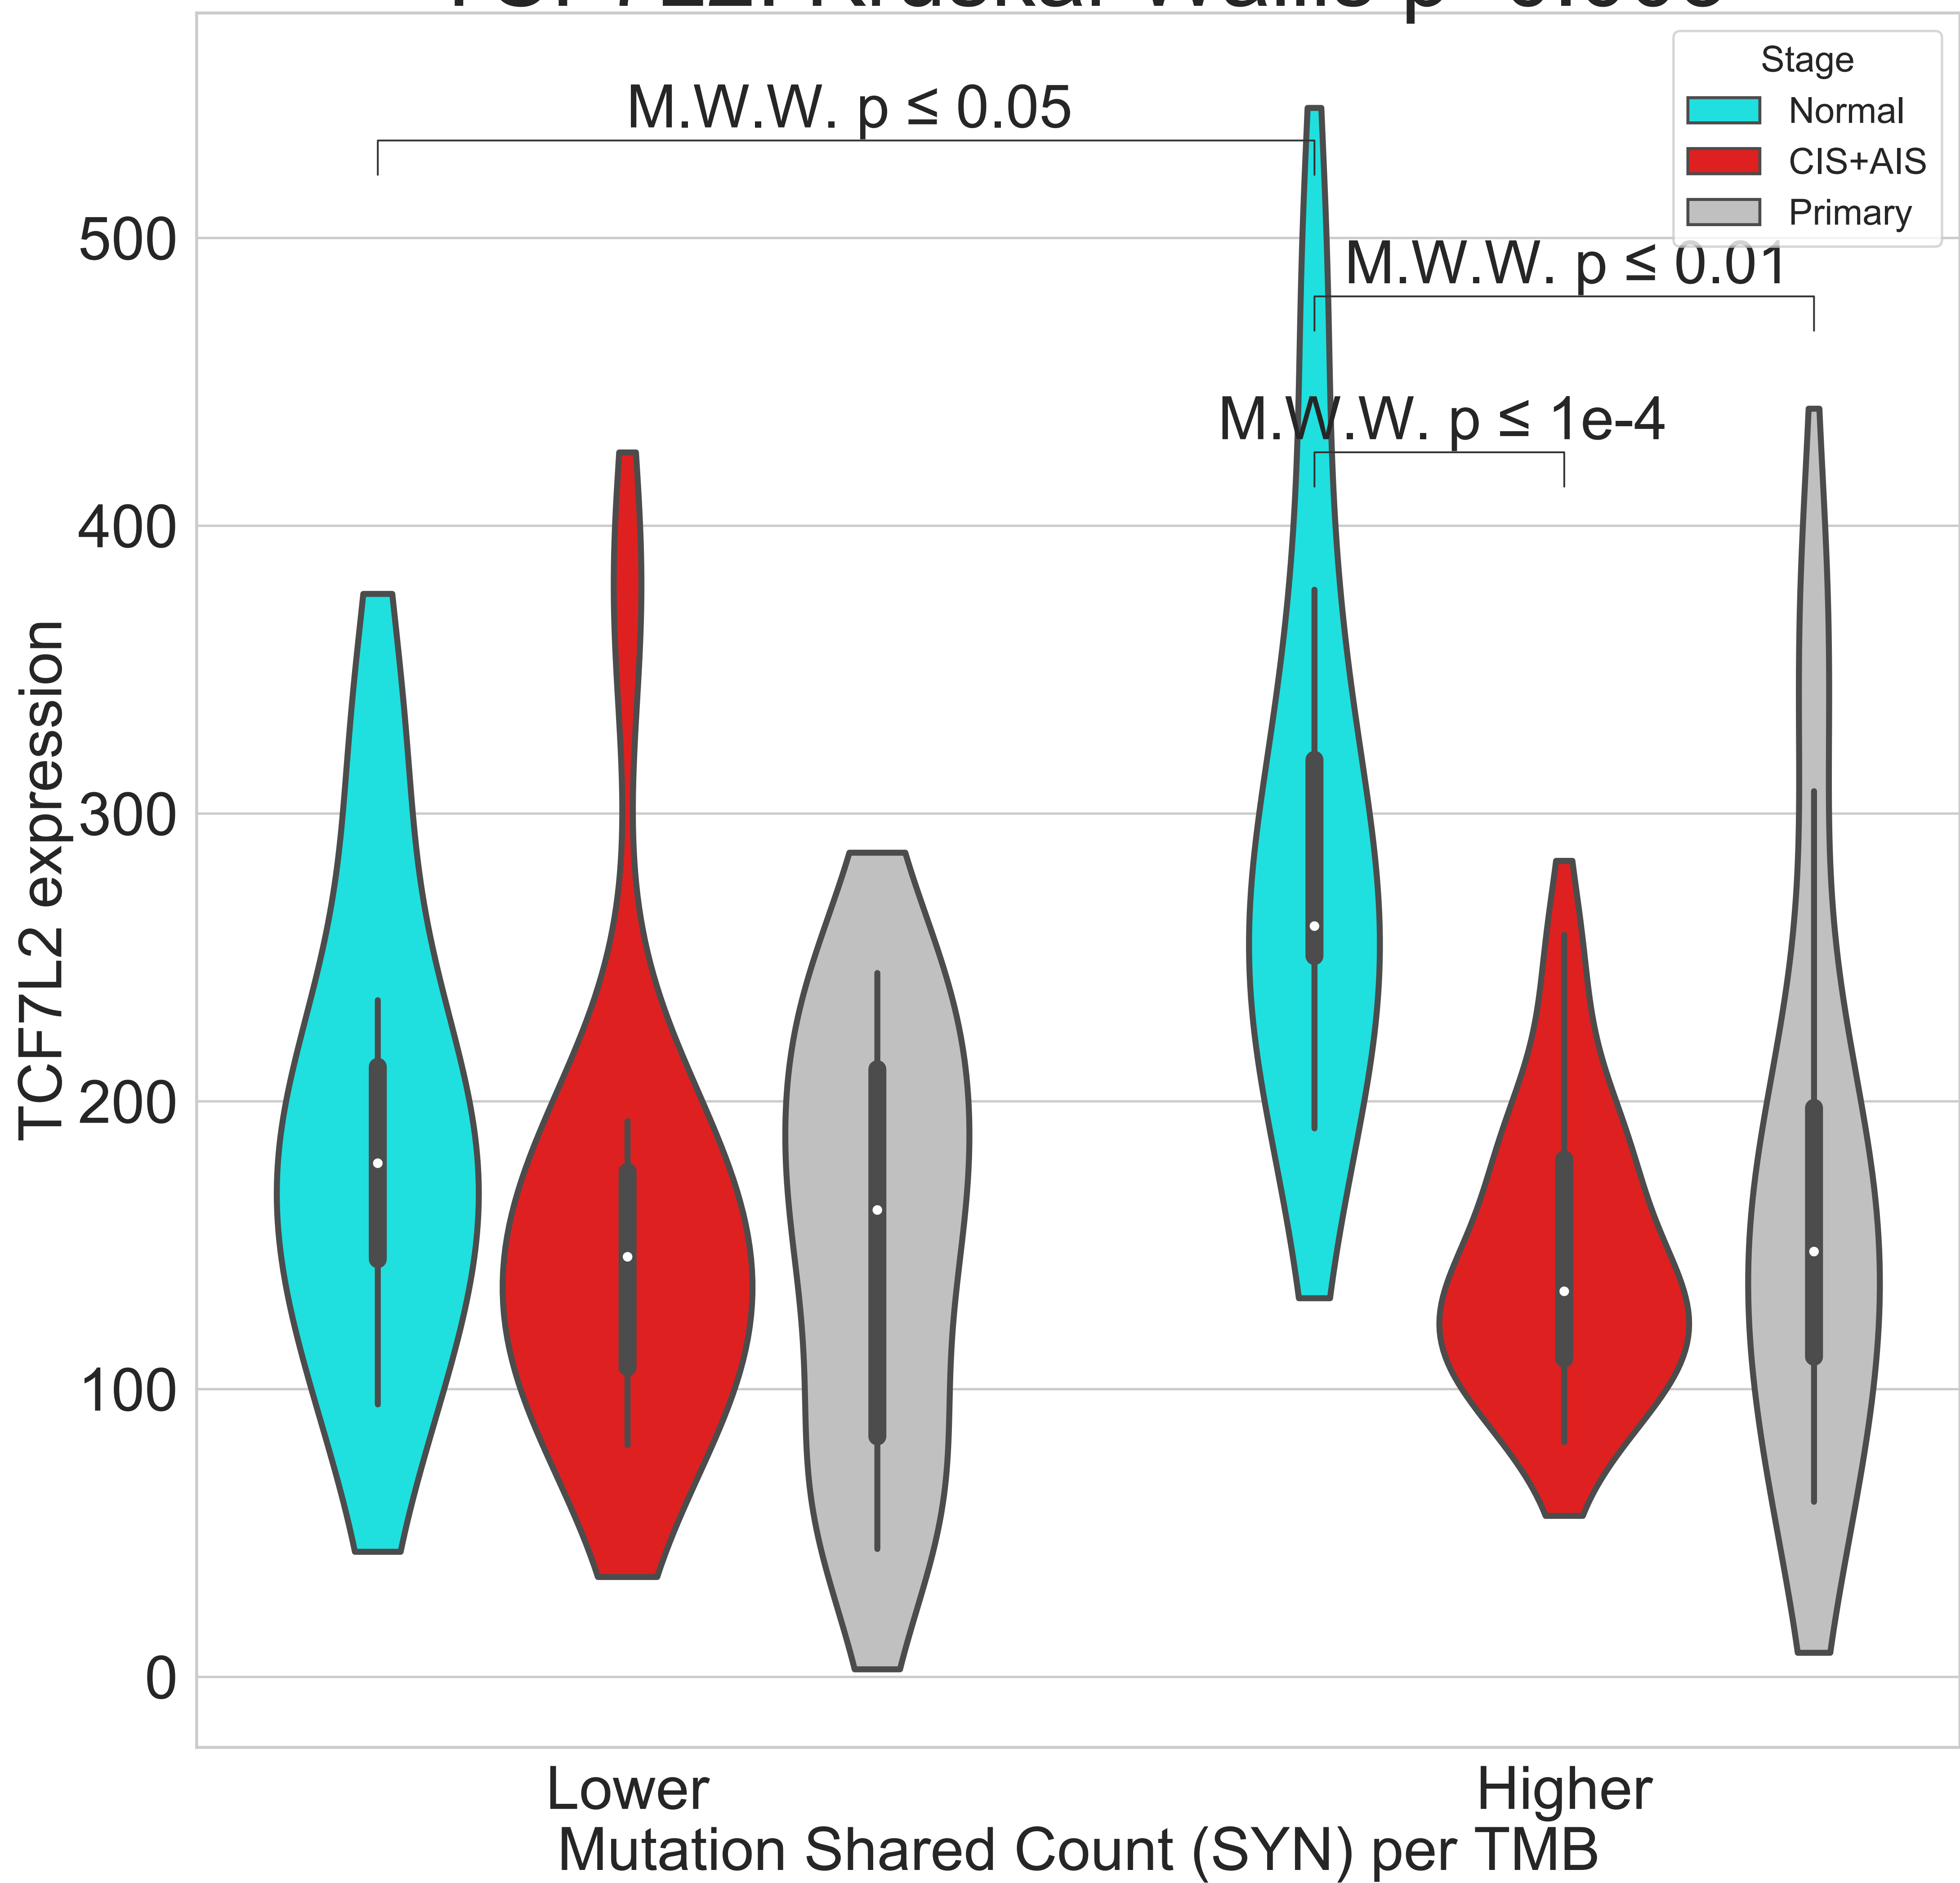 M.W.W. p ≤ 0.05
Stage
Normal
CIS+AIS
Primary
M.W.W. p ≤ 0.01
M.W.W. p ≤ 1e-4
TCF7L2 expression
500
400
300
200
100
0
Lower
Higher
Mutation Shared Count (SYN) per TMB